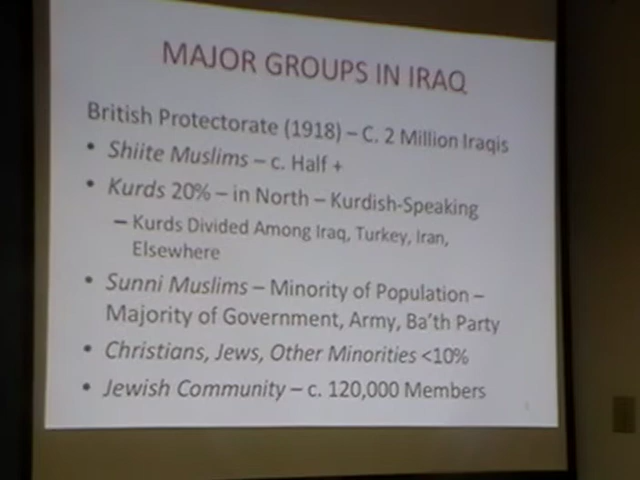 MAJOR GROUPS IN IRAQ
British Protectorate (1918) – C. 2 Million Iraqis
• Shiite Muslims – c. Half +
• Kurds 20% – in North – Kurdish-Speaking
– Kurds Divided Among Iraq, Turkey, Iran,
Elsewhere
• Sunni Muslims – Minority of Population –
Majority of Government, Army, Ba'th Party
• Christians, Jews, Other Minorities <10%
• Jewish Community – c. 120,000 Members